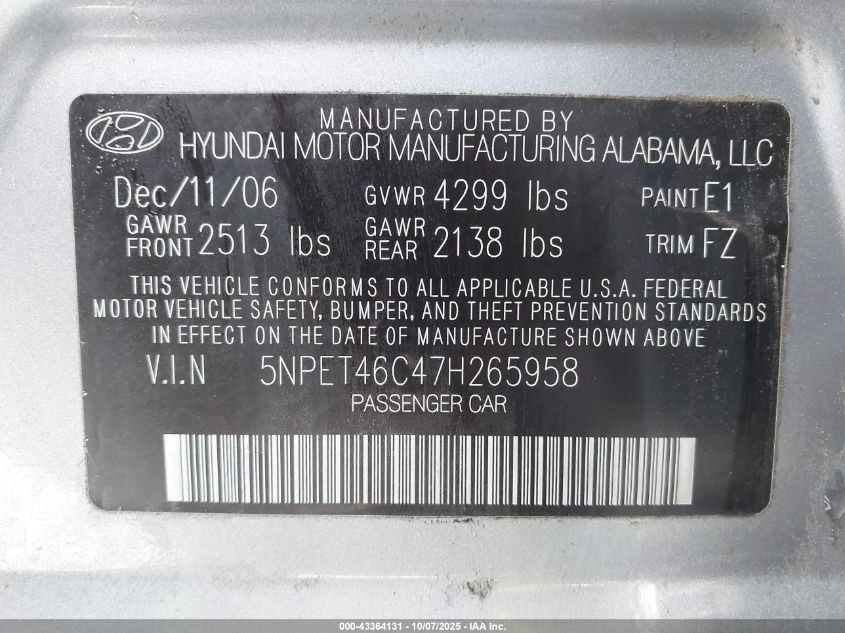 MANUFACTURED BY
HYUNDAI MOTOR MANUFACTURING ALABAMA, LLC
Dec/11/06 GVWR 4299 lbs PAINT E1
GAWR FRONT 2513 lbs GAWR REAR 2138 lbs TRIM FZ
THIS VEHICLE CONFORMS TO ALL APPLICABLE U.S.A. FEDERAL
MOTOR VEHICLE SAFETY, BUMPER, AND THEFT PREVENTION STANDARDS
IN EFFECT ON THE DATE OF MANUFACTURE SHOWN ABOVE
V.I.N 5NPET46C47H265958
PASSENGER CAR
000-43364131 - 10/07/2025 - IAA Inc.